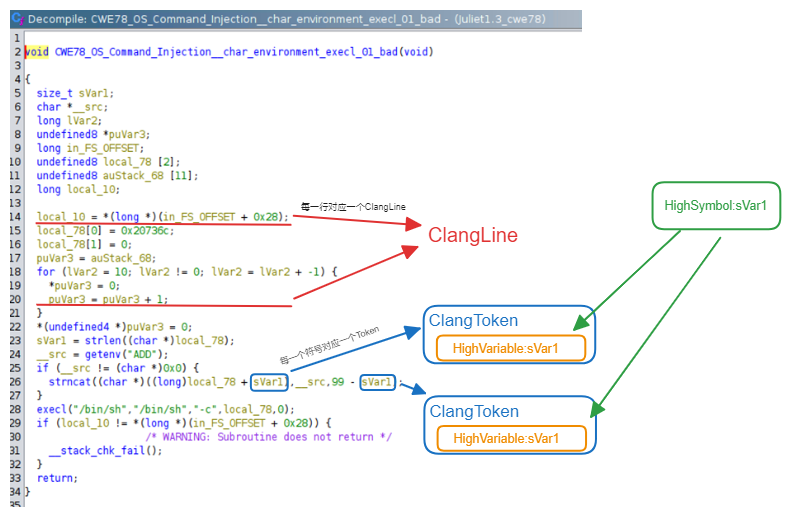 Decompile: CWE78_OS_Command_Injection__char_environment_execl_01_bad - (Juliet1.3_cwe78)
1
2 void CWE78_OS_Command_Injection__char_environment_execl_01_bad(void)
3
4 {
5 size_t sVar1;
6 char *__src;
7 long lVar2;
8 undefined8 *puVar3;
9 long in_FS_OFFSET;
10 undefined8 local_78 [2];
11 undefined8 auStack_68 [11];
12 long local_10;
13
14 local_10 = *(long *)(in_FS_OFFSET + 0x28);
15 local_78[0] = 0x20736c;
16 local_78[1] = 0;
17 puVar3 = auStack_68;
18 for (lVar2 = 10; lVar2 != 0; lVar2 = lVar2 + -1) {
19 *puVar3 = 0;
20 puVar3 = puVar3 + 1;
21 }
22 *(undefined4 *)puVar3 = 0;
23 sVar1 = strlen((char *)local_78);
24 __src = getenv("ADD");
25 if (__src != (char *)0x0) {
26 strncat((char *)((long)local_78 + sVar1),__src,99 - sVar1);
27 }
28 execl("/bin/sh","/bin/sh","-c",local_78,0);
29 if (local_10 != *(long *)(in_FS_OFFSET + 0x28)) {
30 /* WARNING: Subroutine does not return */
31 __stack_chk_fail();
32 }
33 return;
34 }
35
每一行对应一个ClangLine
ClangLine
每一个符号对应一个Token
ClangToken
HighVariable:sVar1
ClangToken
HighVariable:sVar1
HighSymbol:sVar1